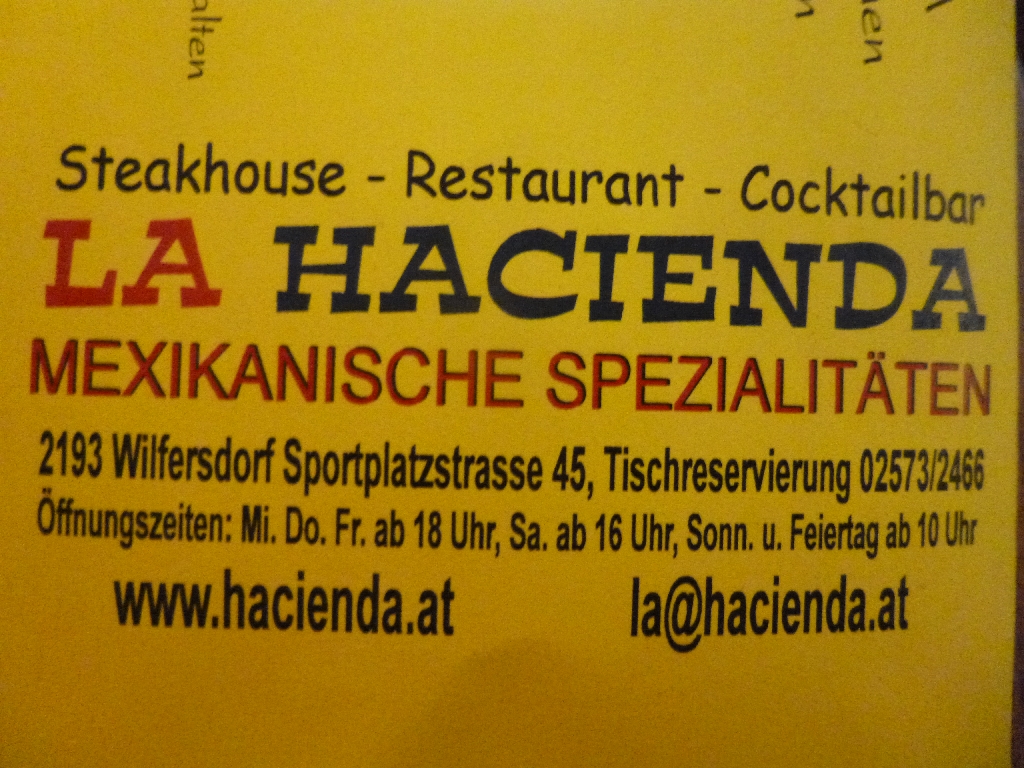 Steakhouse - Restaurant - Cocktailbar
LA HACIENDA
MEXIKANISCHE SPEZIALITÄTEN
2193 Wilfersdorf Sportplatzstrasse 45, Tischreservierung 02573/2466
Öffnungszeiten: Mi. Do. Fr. ab 18 Uhr, Sa. ab 16 Uhr, Sonn. u. Feiertag ab 10 Uhr
www.hacienda.at la@hacienda.at